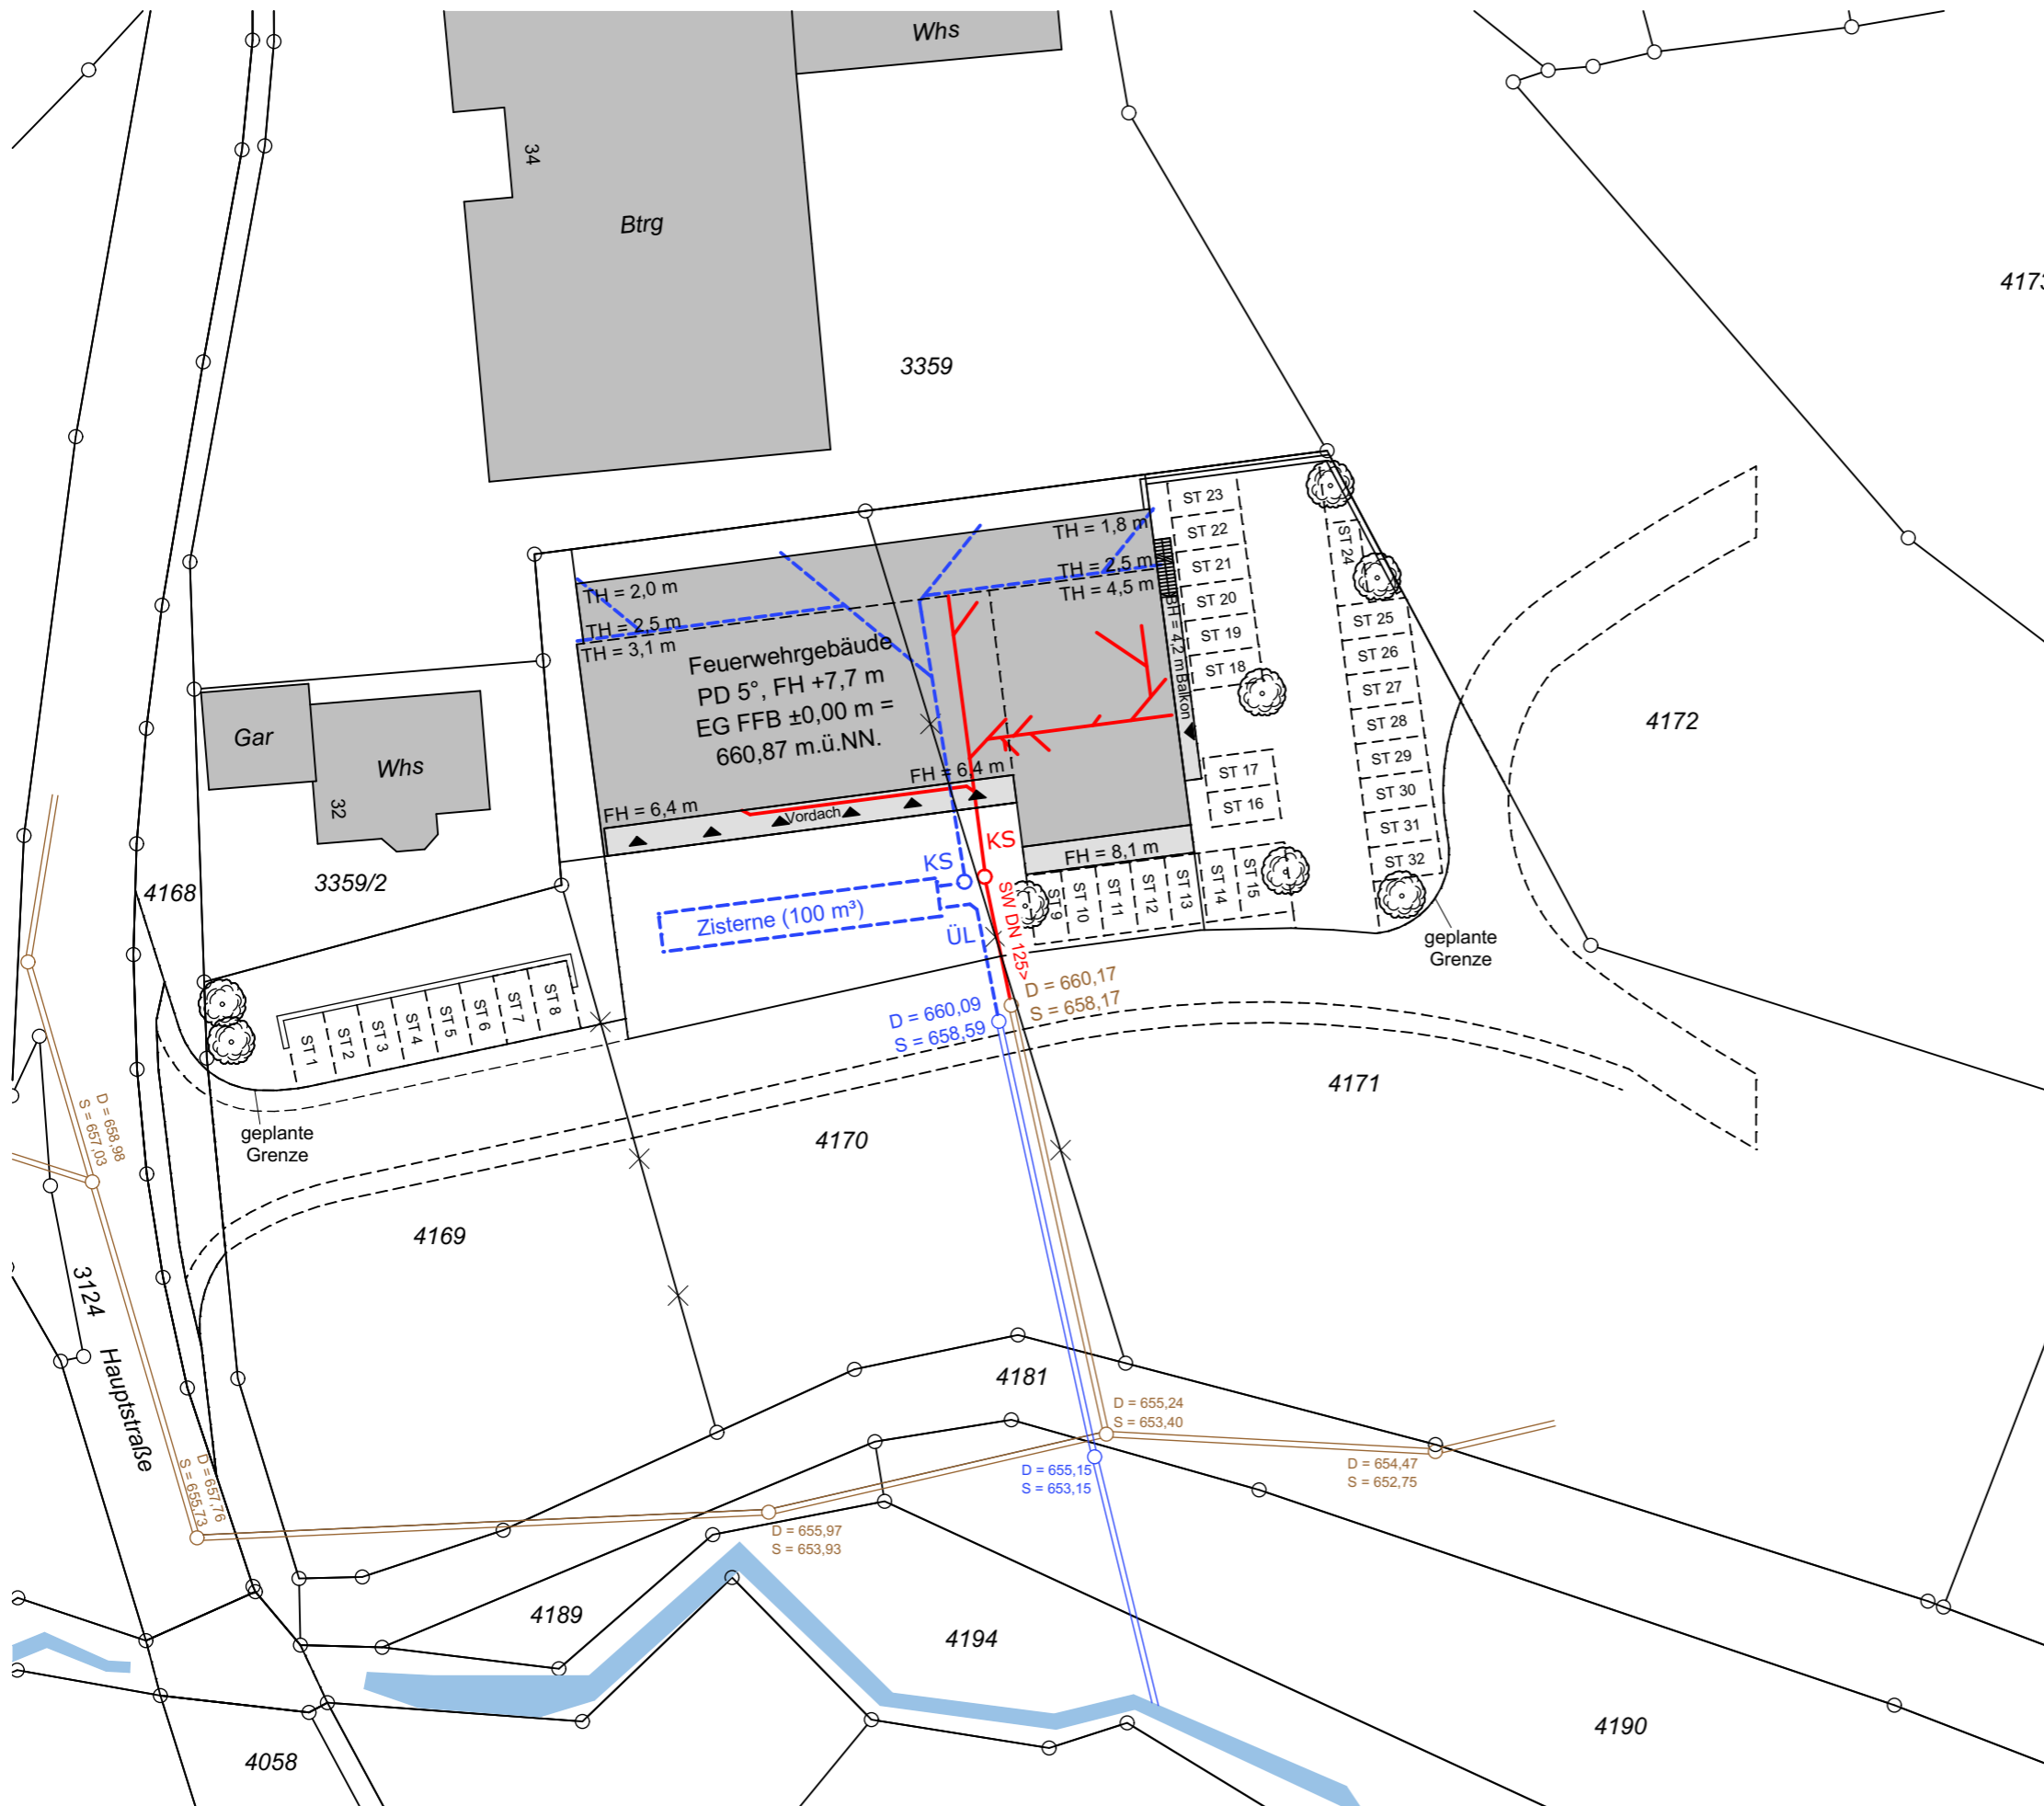 Whs
34
Btrg
4173
3359
ST 23
ST 22
ST 21
ST 20
ST 19
ST 18
ST 24
ST 25
ST 26
ST 27
ST 28
ST 29
ST 30
ST 31
ST 32
ST 17
ST 16
TH = 1,8 m
TH = 2,5 m
TH = 4,5 m
TH = 2,0 m
TH = 2,5 m
TH = 3,1 m
BH = 4,2 m
Balkon
Feuerwehrgebäude
PD 5°, FH +7,7 m
EG FFB ±0,00 m =
660,87 m.ü.NN.
FH = 6,4 m
FH = 6,4 m
Vordach
FH = 8,1 m
4172
Gar
Whs
32
3359/2
4168
KS
KS
Zisterne (100 m³)
ÜL
SW DN 125>
ST 9
ST 10
ST 11
ST 12
ST 13
ST 14
ST 15
geplante
Grenze
D = 660,17
S = 658,17
D = 660,09
S = 658,59
ST 1
ST 2
ST 3
ST 4
ST 5
ST 6
ST 7
ST 8
geplante
Grenze
D = 658,98
S = 657,03
4171
4170
4169
3124
Hauptstraße
4181
D = 655,24
S = 653,40
D = 654,47
S = 652,75
D = 655,15
S = 653,15
D = 657,76
S = 655,73
D = 655,97
S = 653,93
4189
4194
4190
4058